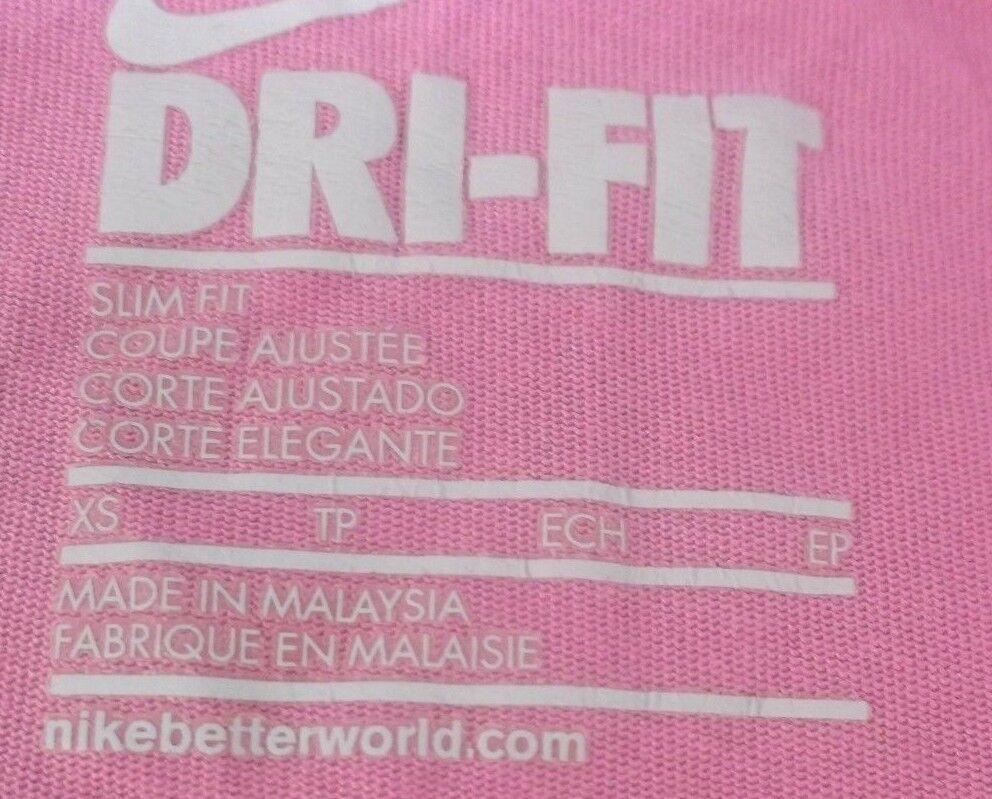 DRI-FIT
SLIM FIT
COUPE AJUSTÉE
CORTE AJUSTADO
CORTE ELEGANTE
XS TP ECH EP
MADE IN MALAYSIA
FABRIQUE EN MALAISIE
nikebetterworld.com